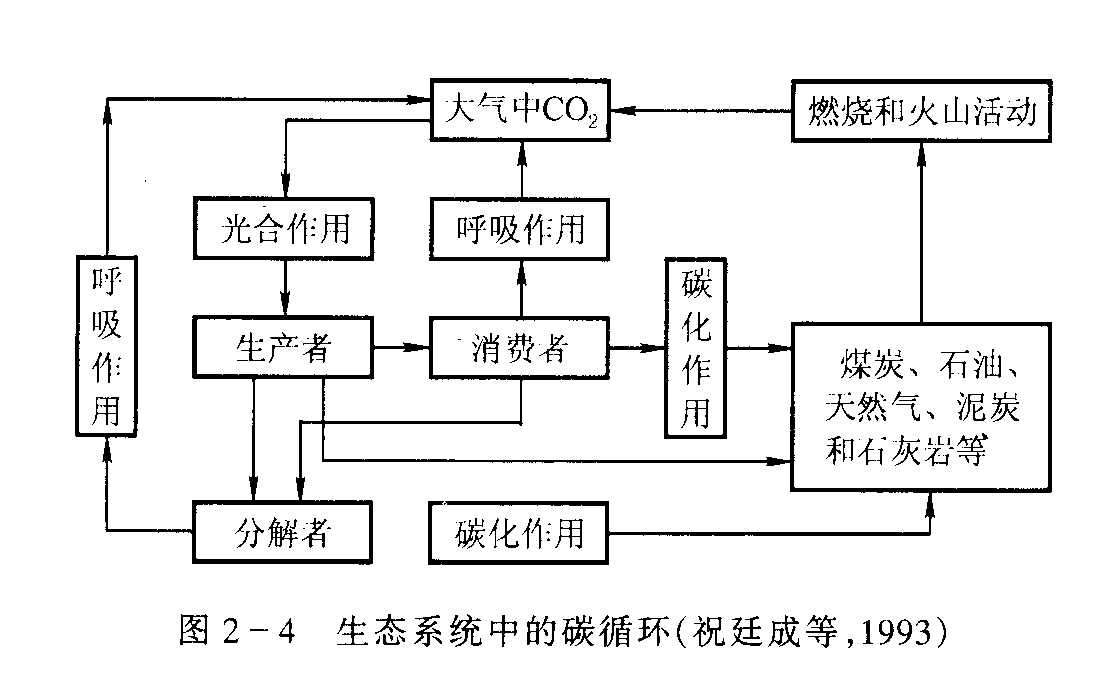 大气中CO₂
燃烧和火山活动
光合作用
呼吸作用
呼吸作用
碳化作用
生产者
消费者
煤炭、石油、
天然气、泥炭
和石灰岩等
分解者
碳化作用
图2-4 生态系统中的碳循环(祝廷成等,1993)